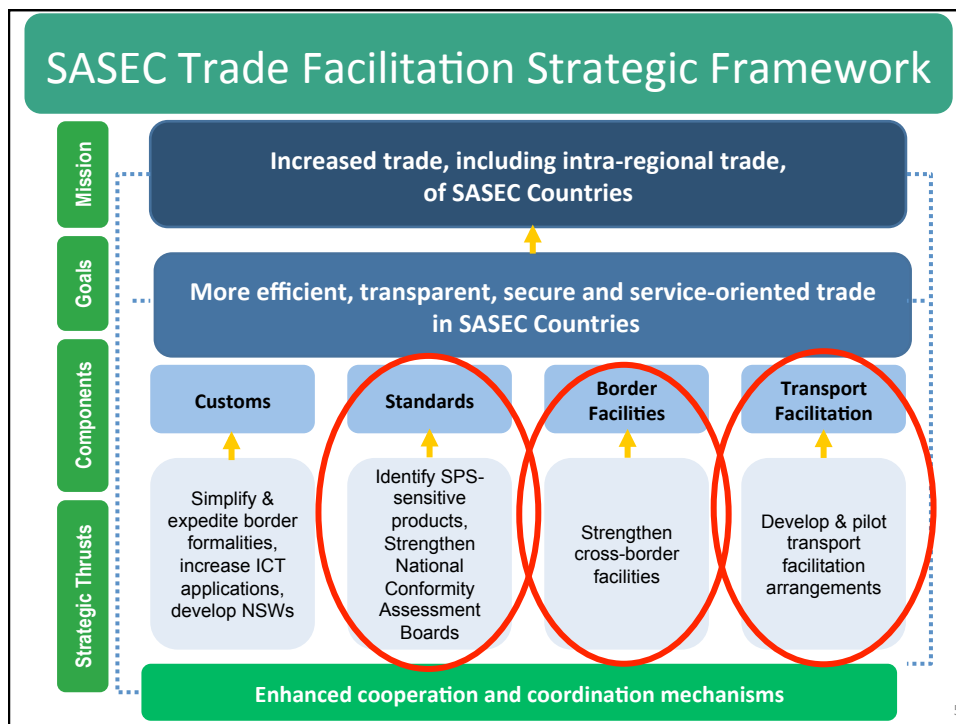 SASEC Trade Facilitation Strategic Framework
Mission
Increased trade, including intra-regional trade,
of SASEC Countries
Goals
More efficient, transparent, secure and service-oriented trade
in SASEC Countries
Components
Customs
Standards
Border
Facilities
Transport
Facilitation
Strategic Thrusts
Simplify &
expedite border
formalities,
increase ICT
applications,
develop NSWs
Identify SPS-
sensitive
products,
Strengthen
National
Conformity
Assessment
Boards
Strengthen
cross-border
facilities
Develop & pilot
transport
facilitation
arrangements
Enhanced cooperation and coordination mechanisms